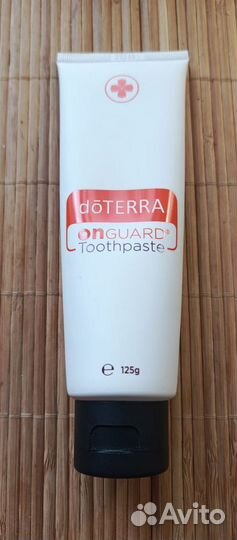 dōTERRA
onGUARD®
Toothpaste
e 125g
Avito